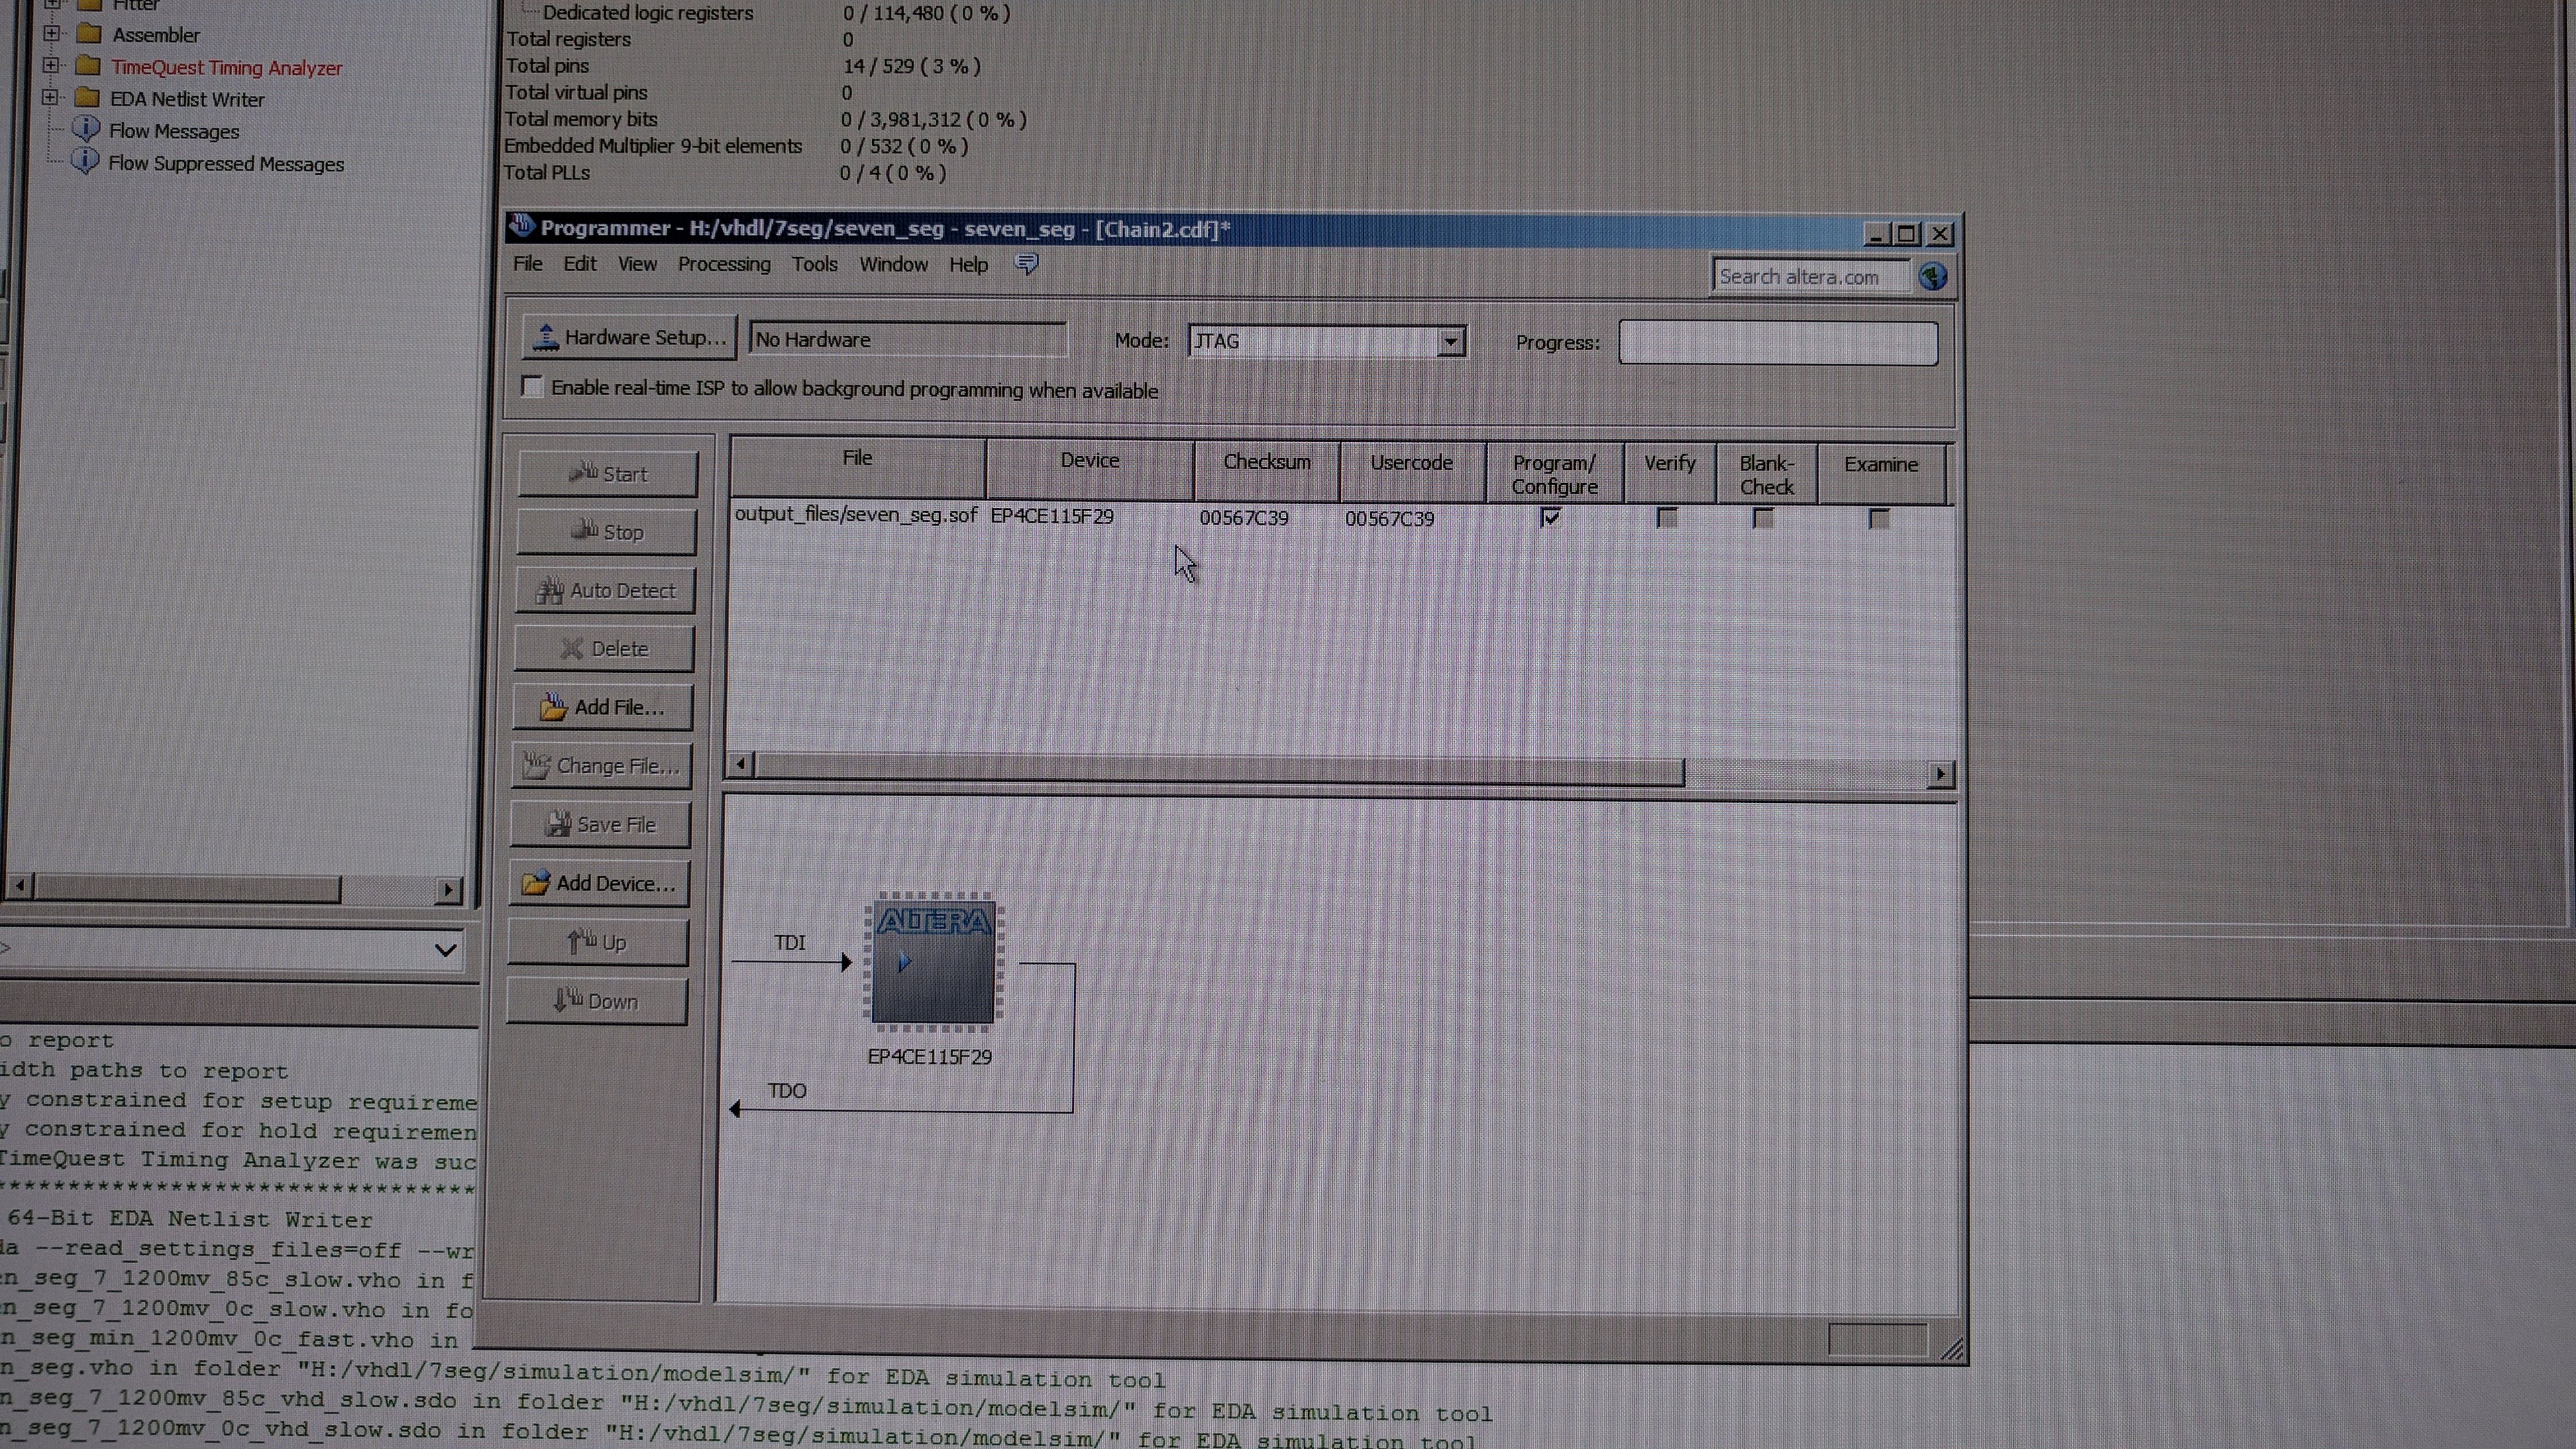 Fitter
Assembler
TimeQuest Timing Analyzer
EDA Netlist Writer
Flow Messages
Flow Suppressed Messages
Dedicated logic registers 0 / 114,480 ( 0 % )
Total registers 0
Total pins 14 / 529 ( 3 % )
Total virtual pins 0
Total memory bits 0 / 3,981,312 ( 0 % )
Embedded Multiplier 9-bit elements 0 / 532 ( 0 % )
Total PLLs 0 / 4 ( 0 % )
Programmer - H:/vhdl/7seg/seven_seg - seven_seg - [Chain2.cdf]*
File Edit View Processing Tools Window Help
Search altera.com
Hardware Setup... No Hardware Mode: JTAG Progress:
Enable real-time ISP to allow background programming when available
Start
Stop
Auto Detect
Delete
Add File...
Change File...
Save File
Add Device...
Up
Down
File Device Checksum Usercode Program/ Configure Verify Blank- Check Examine
output_files/seven_seg.sof EP4CE115F29 00567C39 00567C39
TDI
ALTERA
EP4CE115F29
TDO
>
o report
idth paths to report
y constrained for setup requireme
y constrained for hold requiremen
TimeQuest Timing Analyzer was suc
*********************************
64-Bit EDA Netlist Writer
da --read_settings_files=off --wr
en_seg_7_1200mv_85c_slow.vho in f
en_seg_7_1200mv_0c_slow.vho in fo
n_seg_min_1200mv_0c_fast.vho in
n_seg.vho in folder "H:/vhdl/7seg/simulation/modelsim/" for EDA simulation tool
n_seg_7_1200mv_85c_vhd_slow.sdo in folder "H:/vhdl/7seg/simulation/modelsim/" for EDA simulation tool
n_seg_7_1200mv_0c_vhd_slow.sdo in folder "H:/vhdl/7seg/simulation/modelsim/" for EDA simulation tool